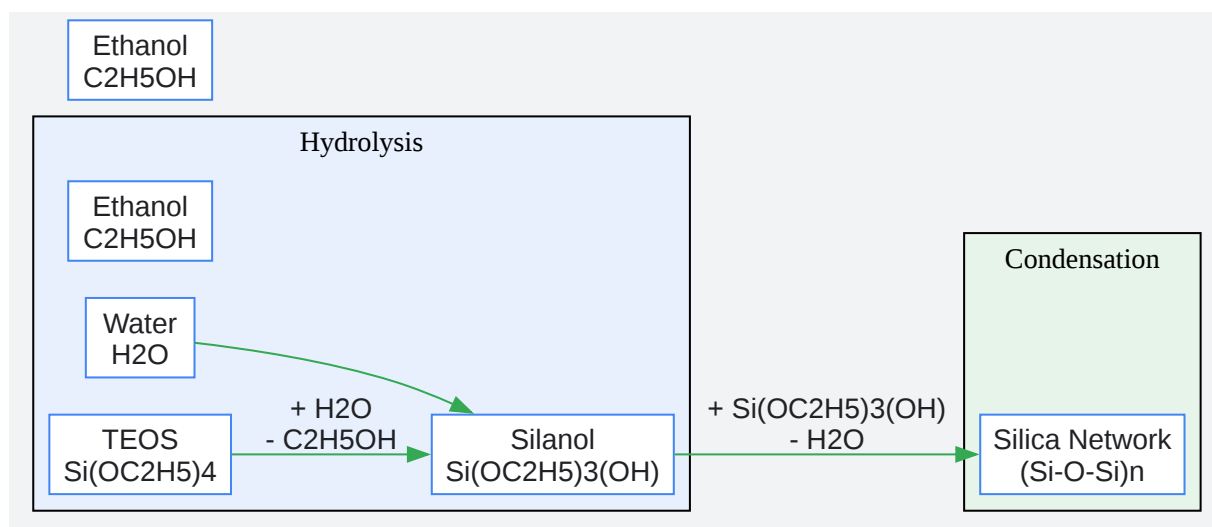 Ethanol
C2H5OH
Hydrolysis
Ethanol
C2H5OH
Water
H2O
TEOS
Si(OC2H5)4
+ H2O
- C2H5OH
Silanol
Si(OC2H5)3(OH)
+ Si(OC2H5)3(OH)
- H2O
Condensation
Silica Network
(Si-O-Si)n